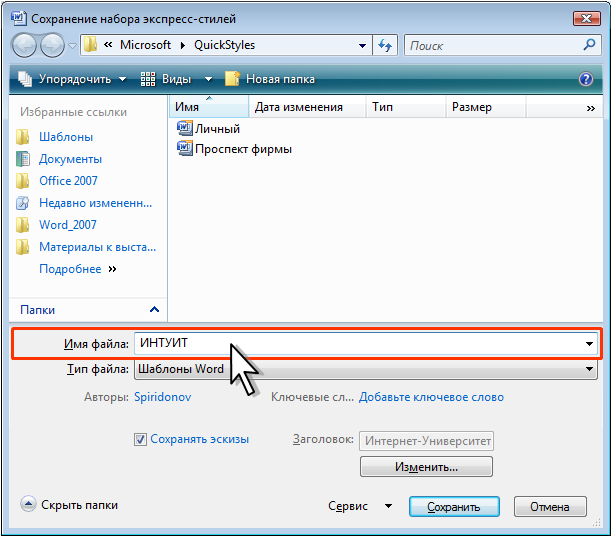 Сохранение набора экспресс-стилей
« Microsoft ▸ QuickStyles
Поиск
Упорядочить Виды Новая папка ?
Избранные ссылки
Имя Дата изменения Тип Размер »
Шаблоны
Документы
Office 2007
Недавно измененн...
Word_2007
Материалы к выста...
Подробнее »
Личный
Проспект фирмы
Папки
Имя файла: ИНТУИТ
Тип файла: Шаблоны Word
Авторы: Spiridonov Ключевые сл... Добавьте ключевое слово
Сохранять эскизы Заголовок: Интернет-Университет
Изменить...
Скрыть папки Сервис Сохранить Отмена